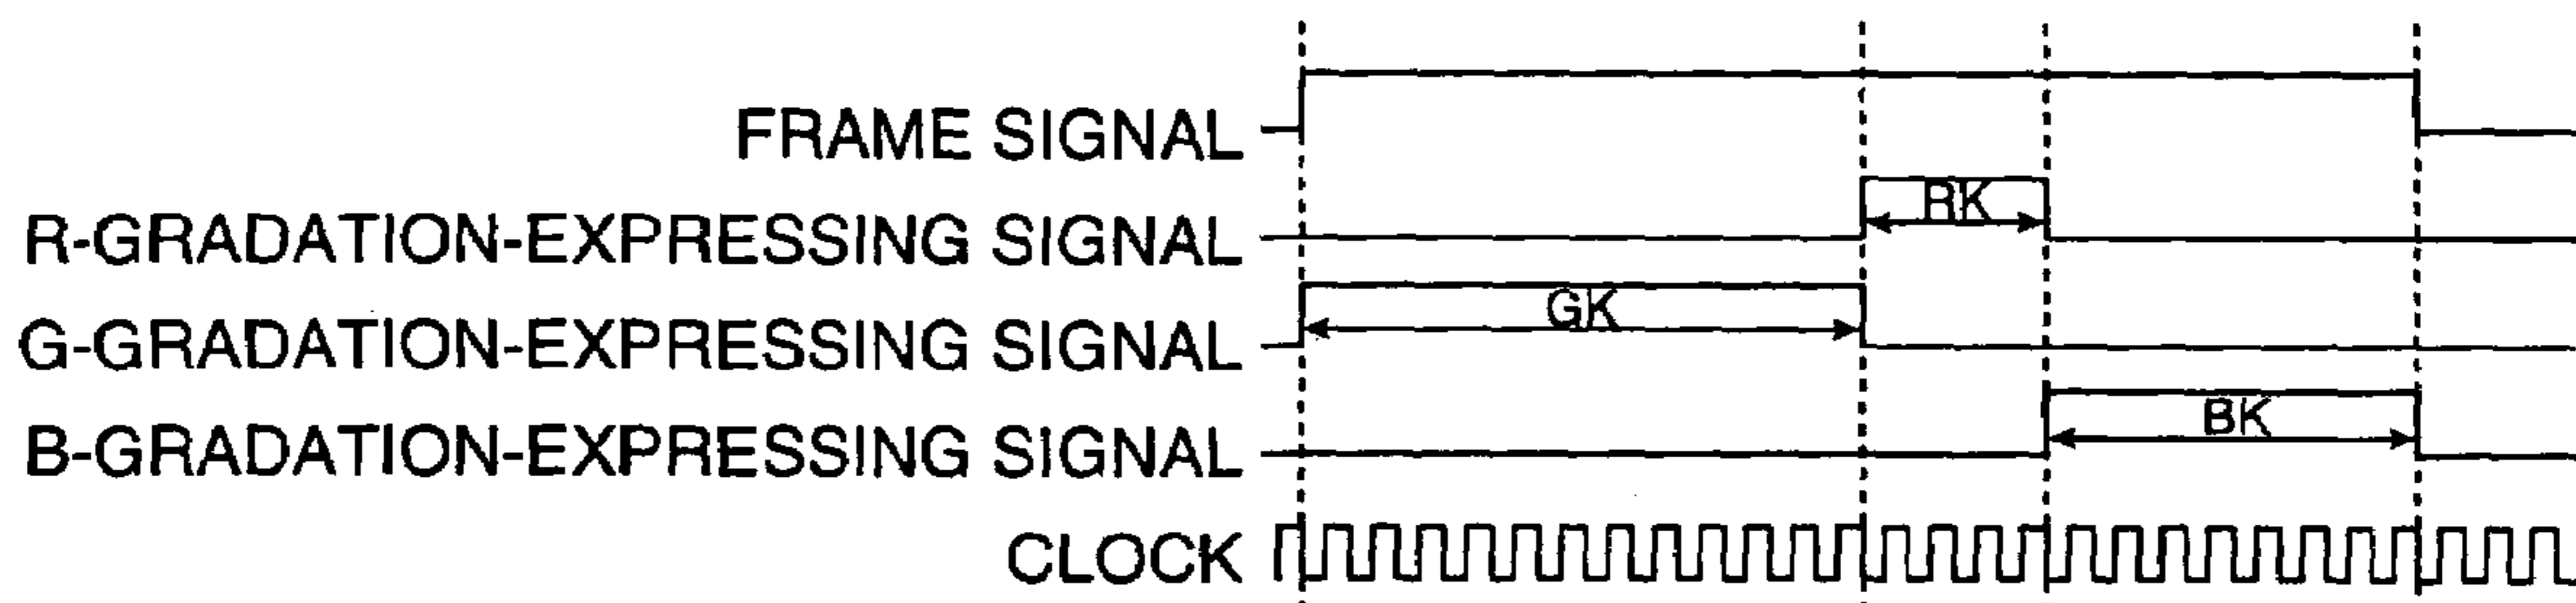 FRAME SIGNAL
R-GRADATION-EXPRESSING SIGNAL
RK
G-GRADATION-EXPRESSING SIGNAL
GK
B-GRADATION-EXPRESSING SIGNAL
BK
CLOCK